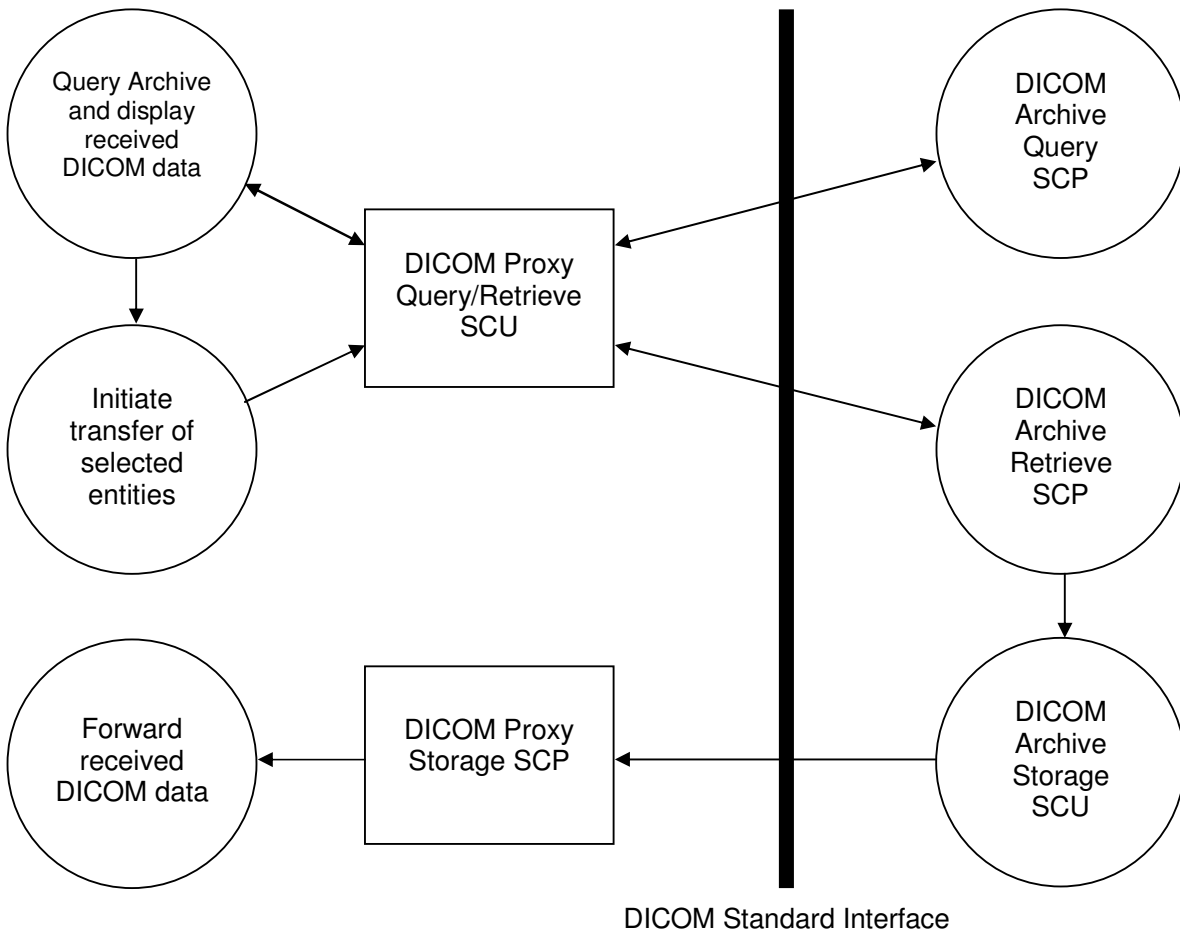 Query Archive
and display
received
DICOM data
DICOM
Archive
Query
SCP
DICOM Proxy
Query/Retrieve
SCU
Initiate
transfer of
selected
entities
DICOM
Archive
Retrieve
SCP
Forward
received
DICOM data
DICOM Proxy
Storage SCP
DICOM
Archive
Storage
SCU
DICOM Standard Interface